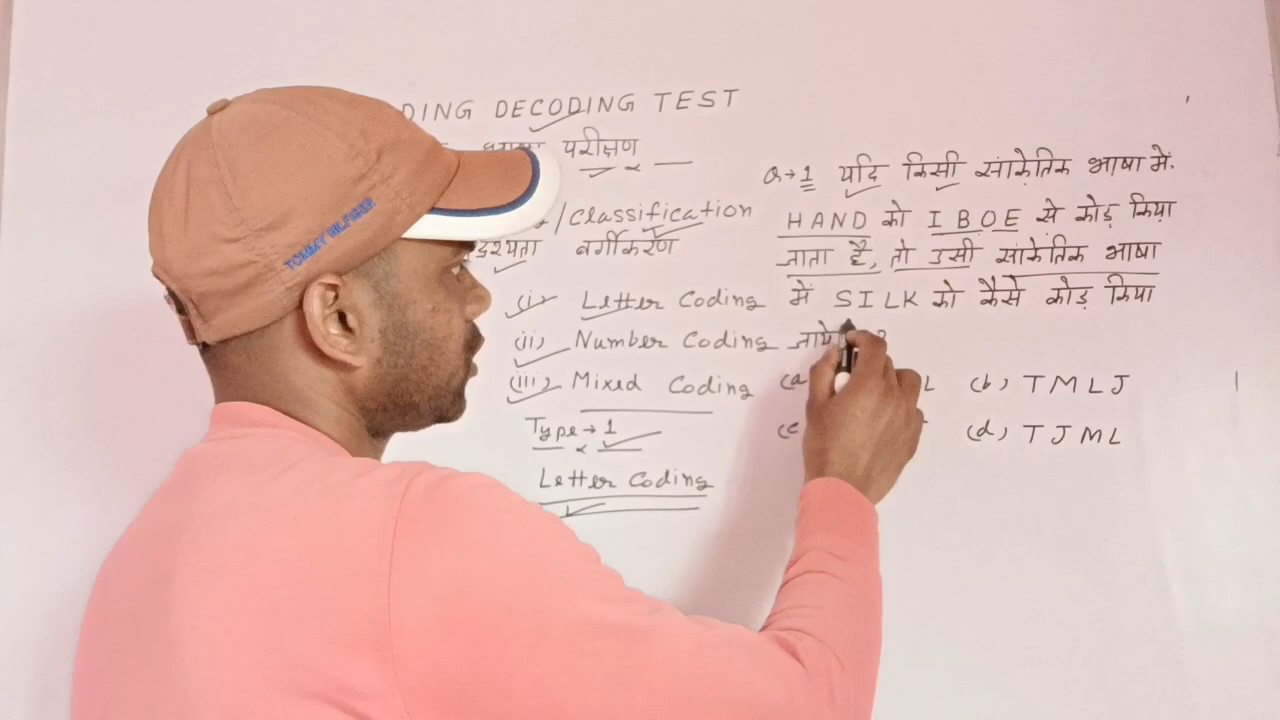 DING DECODING TEST
परीक्षण
/Classification
वर्गीकरण
(i) Letter Coding
(ii) Number Coding
(iii) Mixed Coding
Type → 1
Letter Coding
Q → 1 यदि किसी सांकेतिक भाषा में.
HAND को IBOE से कोड़ किया
जाता है, तो उसी सांकेतिक भाषा
में SILK को कैसे कोड़ किया
(a) L (b) TMLJ
(c) (d) TJML
TOMMY HILFIGER